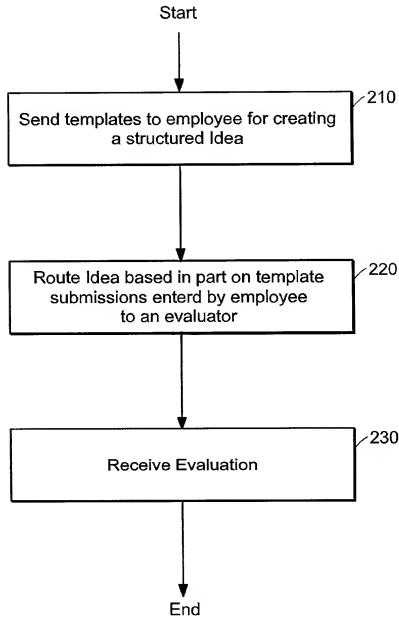 Start
210
Send templates to employee for creating
a structured Idea
220
Route Idea based in part on template
submissions enterd by employee
to an evaluator
230
Receive Evaluation
End